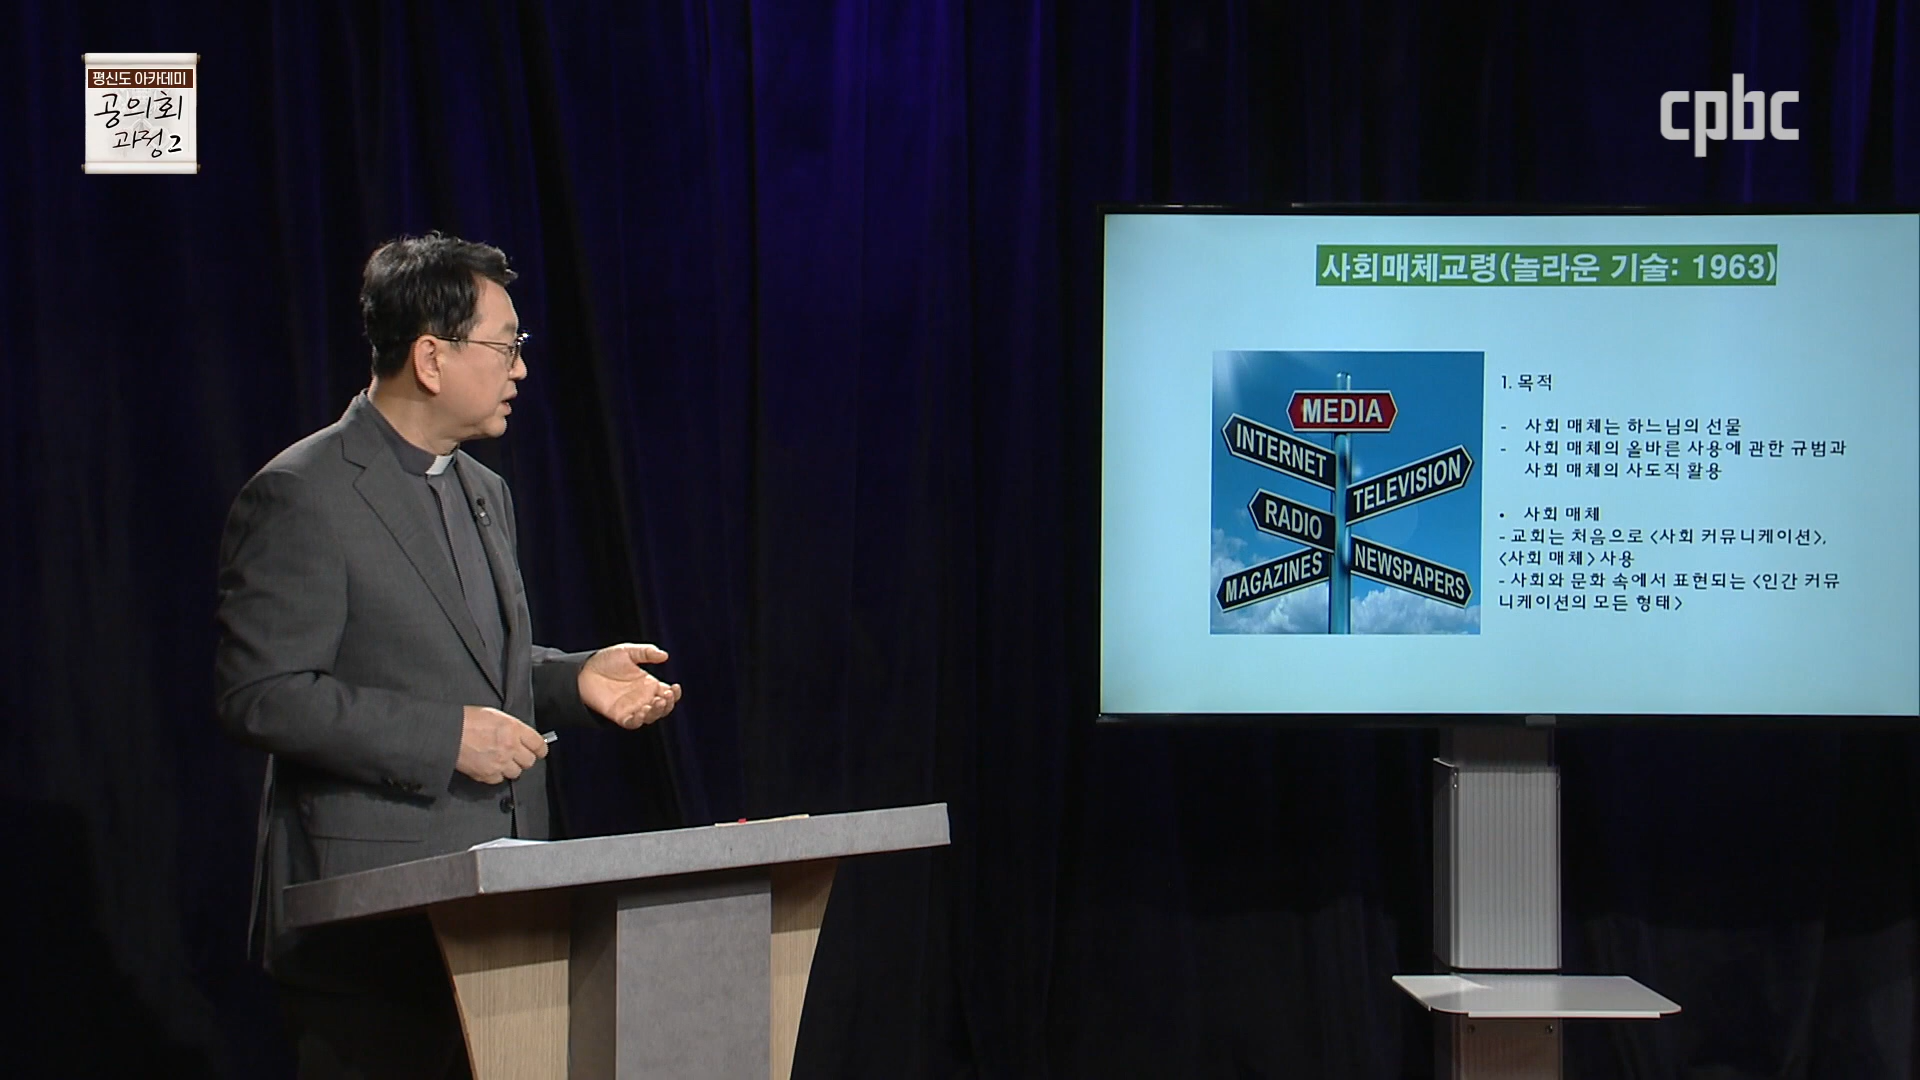 평신도 아카데미
공의회
과정 2
cpbc
사회매체교령(놀라운 기술: 1963)
MEDIA
INTERNET
TELEVISION
RADIO
NEWSPAPERS
MAGAZINES
1. 목적
- 사회 매체는 하느님의 선물
- 사회 매체의 올바른 사용에 관한 규범과
사회 매체의 사도직 활용
• 사회 매체
- 교회는 처음으로 <사회 커뮤니케이션>,
<사회 매체> 사용
- 사회와 문화 속에서 표현되는 <인간 커뮤
니케이션의 모든 형태>